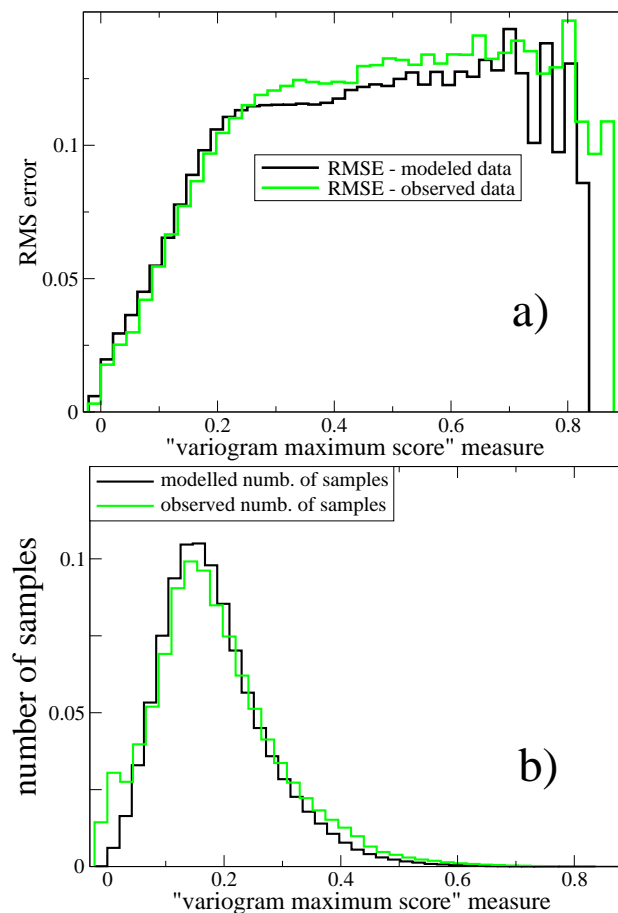 RMS error
0.1
0.05
0
RMSE - modeled data
RMSE - observed data
a)
0 0.2 0.4 0.6 0.8
"variogram maximum score" measure
number of samples
0.1
0.05
0
modelled numb. of samples
observed numb. of samples
b)
0 0.2 0.4 0.6 0.8
"variogram maximum score" measure